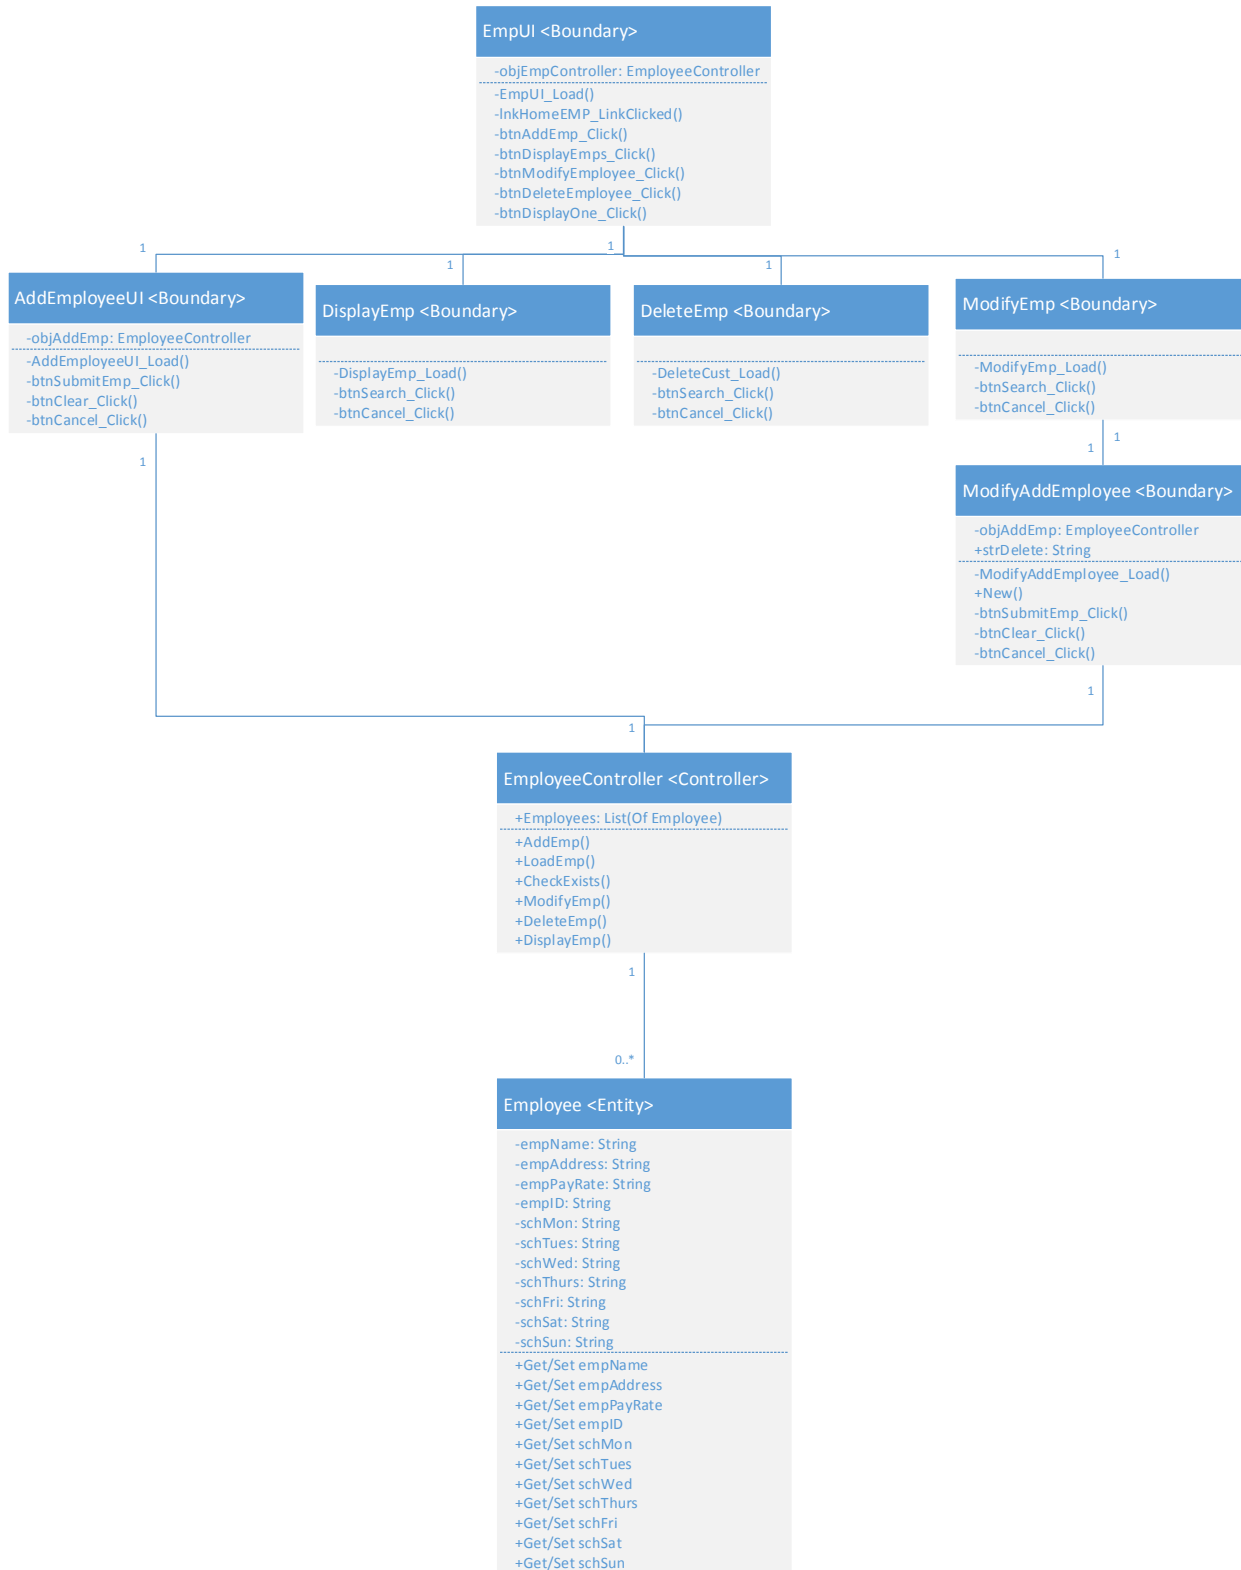 EmpUI <Boundary>
-objEmpController: EmployeeController
-EmpUI_Load()
-lnkHomeEMP_LinkClicked()
-btnAddEmp_Click()
-btnDisplayEmps_Click()
-btnModifyEmployee_Click()
-btnDeleteEmployee_Click()
-btnDisplayOne_Click()
1
1
1
1
1
AddEmployeeUI <Boundary>
-objAddEmp: EmployeeController
-AddEmployeeUI_Load()
-btnSubmitEmp_Click()
-btnClear_Click()
-btnCancel_Click()
DisplayEmp <Boundary>
-DisplayEmp_Load()
-btnSearch_Click()
-btnCancel_Click()
DeleteEmp <Boundary>
-DeleteCust_Load()
-btnSearch_Click()
-btnCancel_Click()
ModifyEmp <Boundary>
-ModifyEmp_Load()
-btnSearch_Click()
-btnCancel_Click()
1
1
1
ModifyAddEmployee <Boundary>
-objAddEmp: EmployeeController
+strDelete: String
-ModifyAddEmployee_Load()
+New()
-btnSubmitEmp_Click()
-btnClear_Click()
-btnCancel_Click()
1
1
EmployeeController <Controller>
+Employees: List(Of Employee)
+AddEmp()
+LoadEmp()
+CheckExists()
+ModifyEmp()
+DeleteEmp()
+DisplayEmp()
1
0..*
Employee <Entity>
-empName: String
-empAddress: String
-empPayRate: String
-empID: String
-schMon: String
-schTues: String
-schWed: String
-schThurs: String
-schFri: String
-schSat: String
-schSun: String
+Get/Set empName
+Get/Set empAddress
+Get/Set empPayRate
+Get/Set empID
+Get/Set schMon
+Get/Set schTues
+Get/Set schWed
+Get/Set schThurs
+Get/Set schFri
+Get/Set schSat
+Get/Set schSun